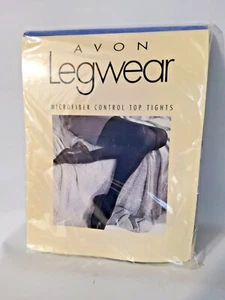 AVON
Legwear
MICROFIBER CONTROL TOP TIGHTS